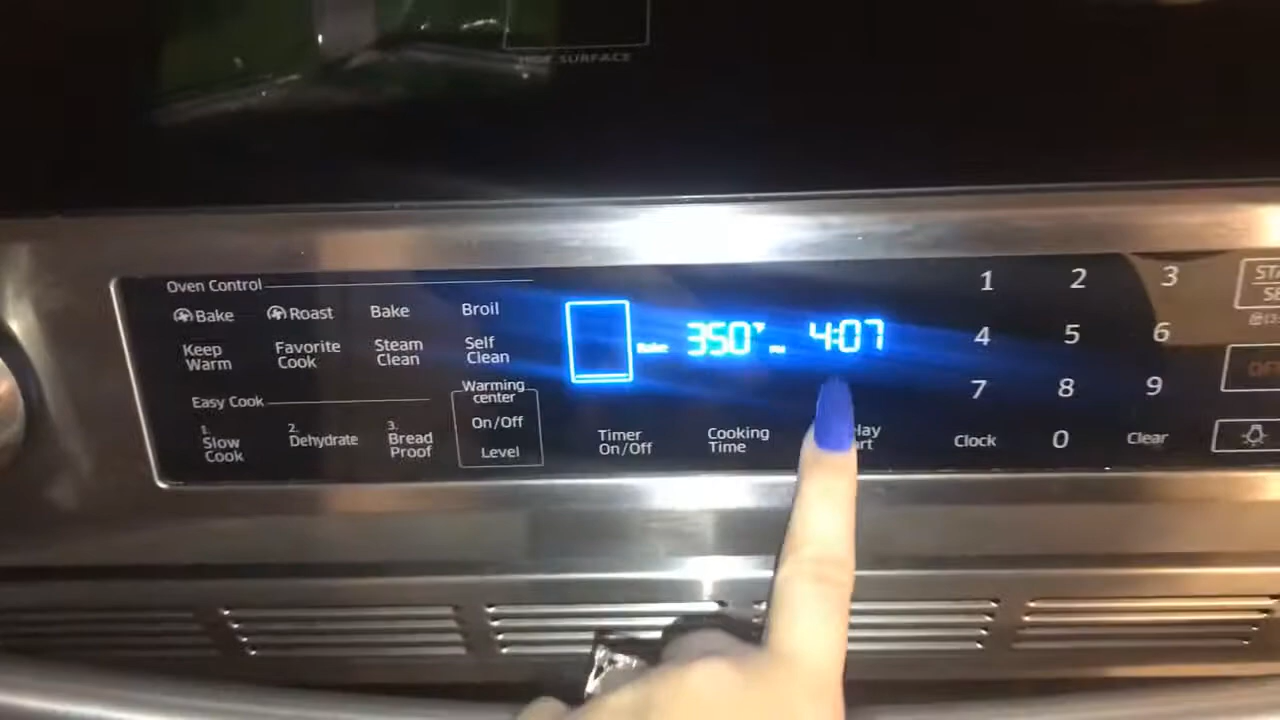 HOT SURFACE
Oven Control
Bake Roast Bake Broil
Keep Warm Favorite Cook Steam Clean Self Clean
Easy Cook
1. Slow Cook 2. Dehydrate 3. Bread Proof
Warming center
On/Off
Level
Bake 350°F PM 4:07
Timer On/Off Cooking Time
1 2 3
4 5 6
7 8 9
Clock 0 Clear